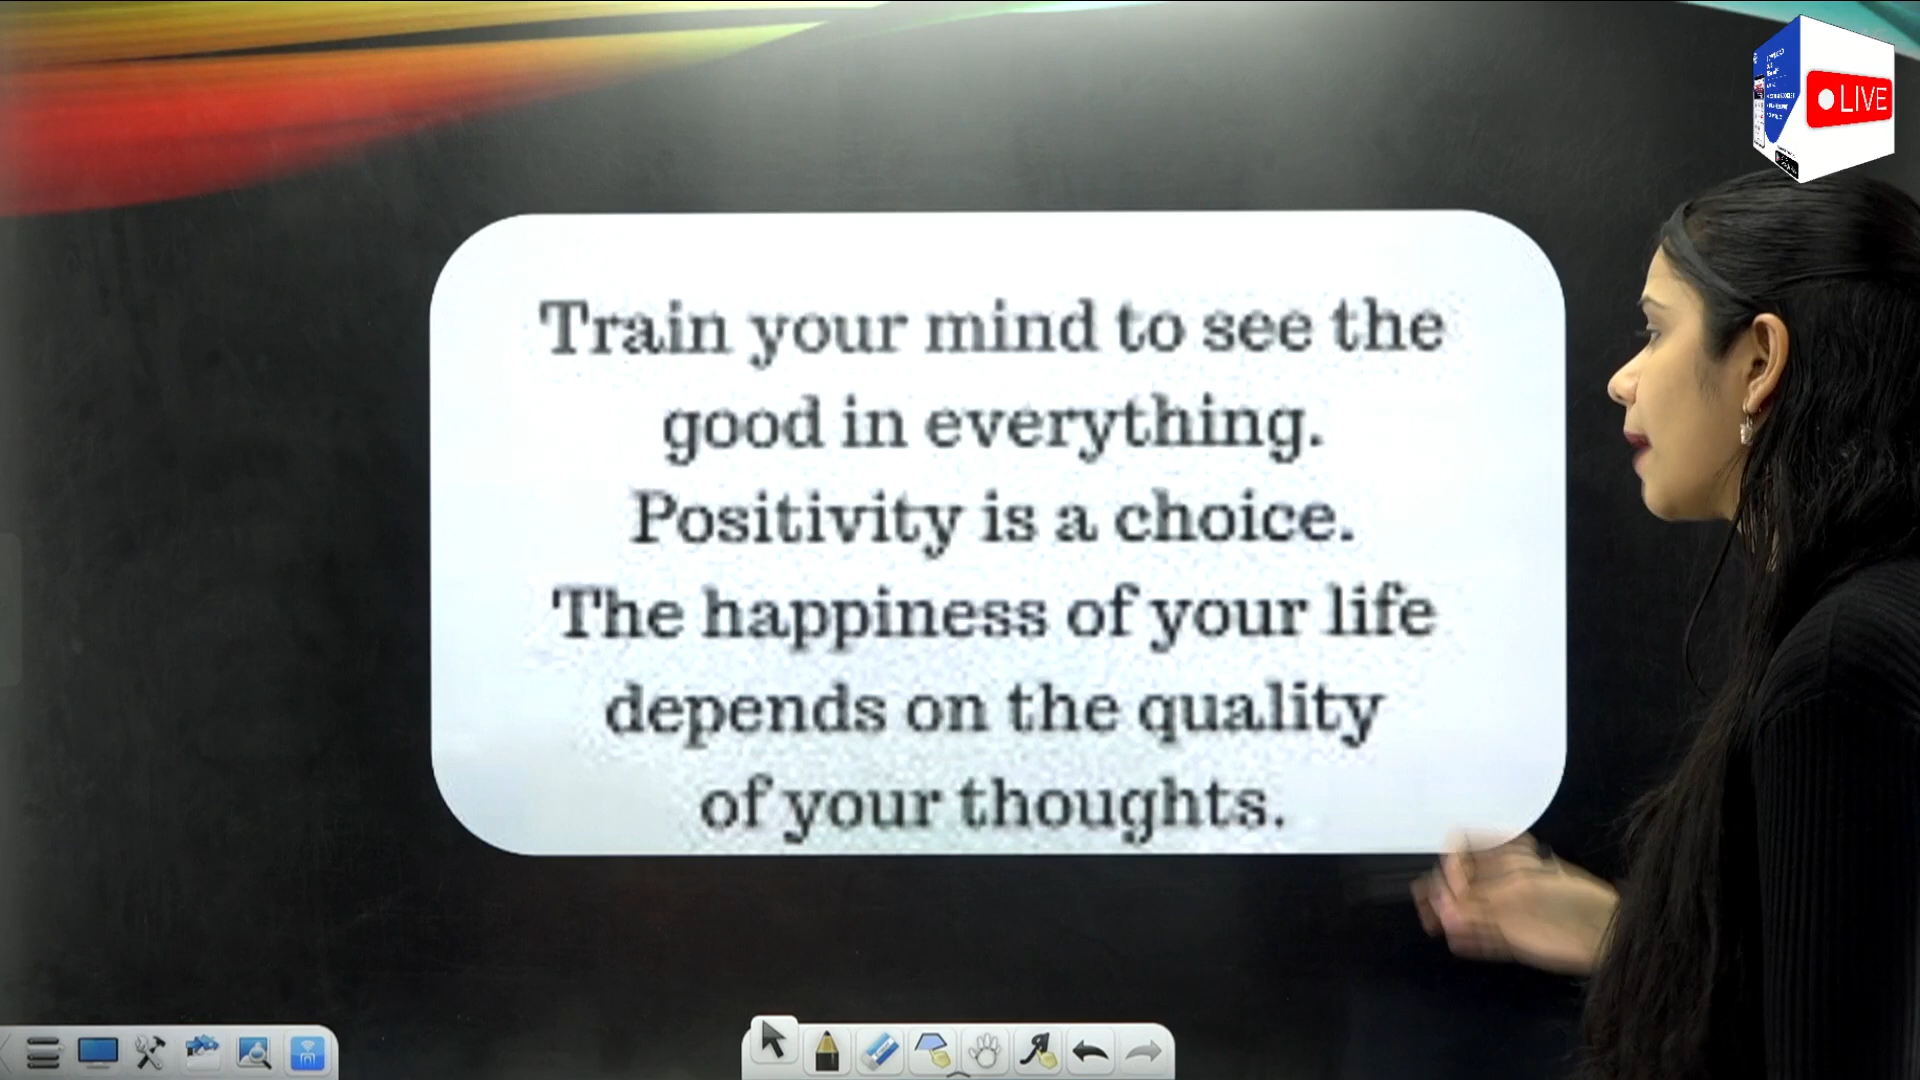 LIVE
Train your mind to see the
good in everything.
Positivity is a choice.
The happiness of your life
depends on the quality
of your thoughts.